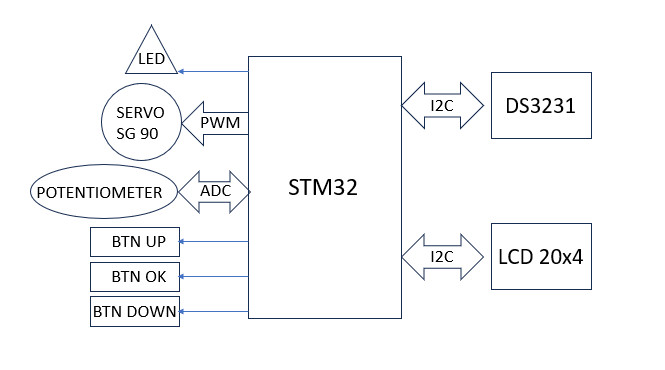 LED
SERVO
SG 90
PWM
POTENTIOMETER
ADC
BTN UP
BTN OK
BTN DOWN
STM32
I2C
DS3231
I2C
LCD 20x4